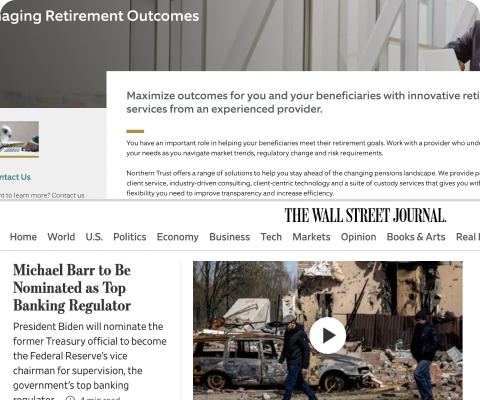 aging Retirement Outcomes
Maximize outcomes for you and your beneficiaries with innovative reti
services from an experienced provider.
You have an important role in helping your beneficiaries meet their retirement goals. Work with a provider who unde
your needs as you navigate market trends, regulatory change and risk requirements.
Northern Trust offers a range of solutions to help you stay ahead of the changing pensions landscape. We provide p
client service, industry-driven consulting, client-centric technology and a suite of custody services that gives you wit
flexibility you need to improve transparency and increase efficiency.
ntact Us
nt to learn more? Contact us
THE WALL STREET JOURNAL.
Home World U.S. Politics Economy Business Tech Markets Opinion Books & Arts Real
Michael Barr to Be
Nominated as Top
Banking Regulator
President Biden will nominate the
former Treasury official to become
the Federal Reserve's vice
chairman for supervision, the
government's top banking
regulator. 4 min read